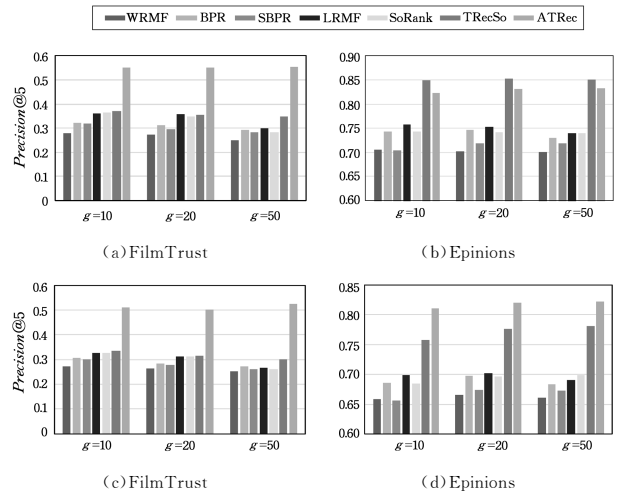 WRMF BPR SBPR LRMF SoRank TRecSo ATRec
Precision@5
0.6
0.5
0.4
0.3
0.2
0.1
0
g=10 g=20 g=50
(a)FilmTrust
0.90
0.85
0.80
0.75
0.70
0.65
0.60
g=10 g=20 g=50
(b)Epinions
Precision@5
0.6
0.5
0.4
0.3
0.2
0.1
0
g=10 g=20 g=50
(c)FilmTrust
0.85
0.80
0.75
0.70
0.65
0.60
g=10 g=20 g=50
(d)Epinions